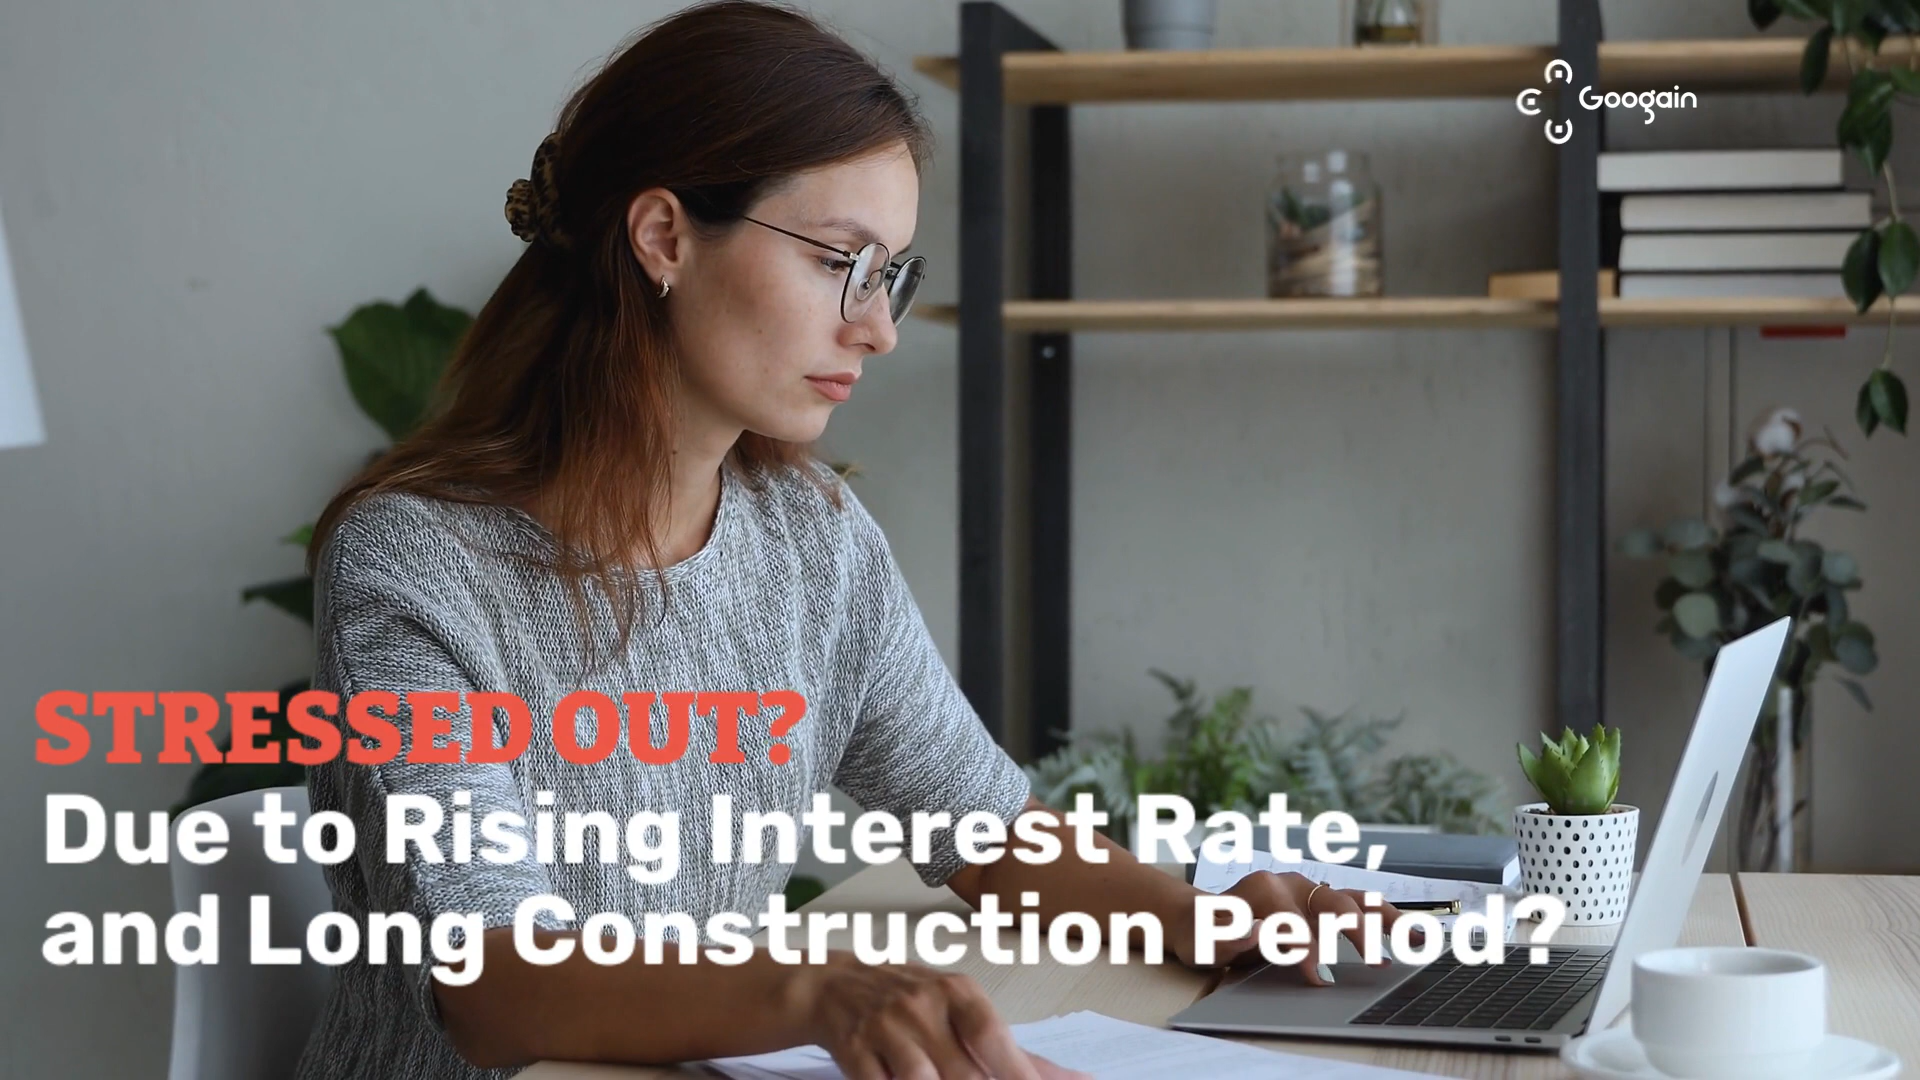 Googain
STRESSED OUT?
Due to Rising Interest Rate,
and Long Construction Period?